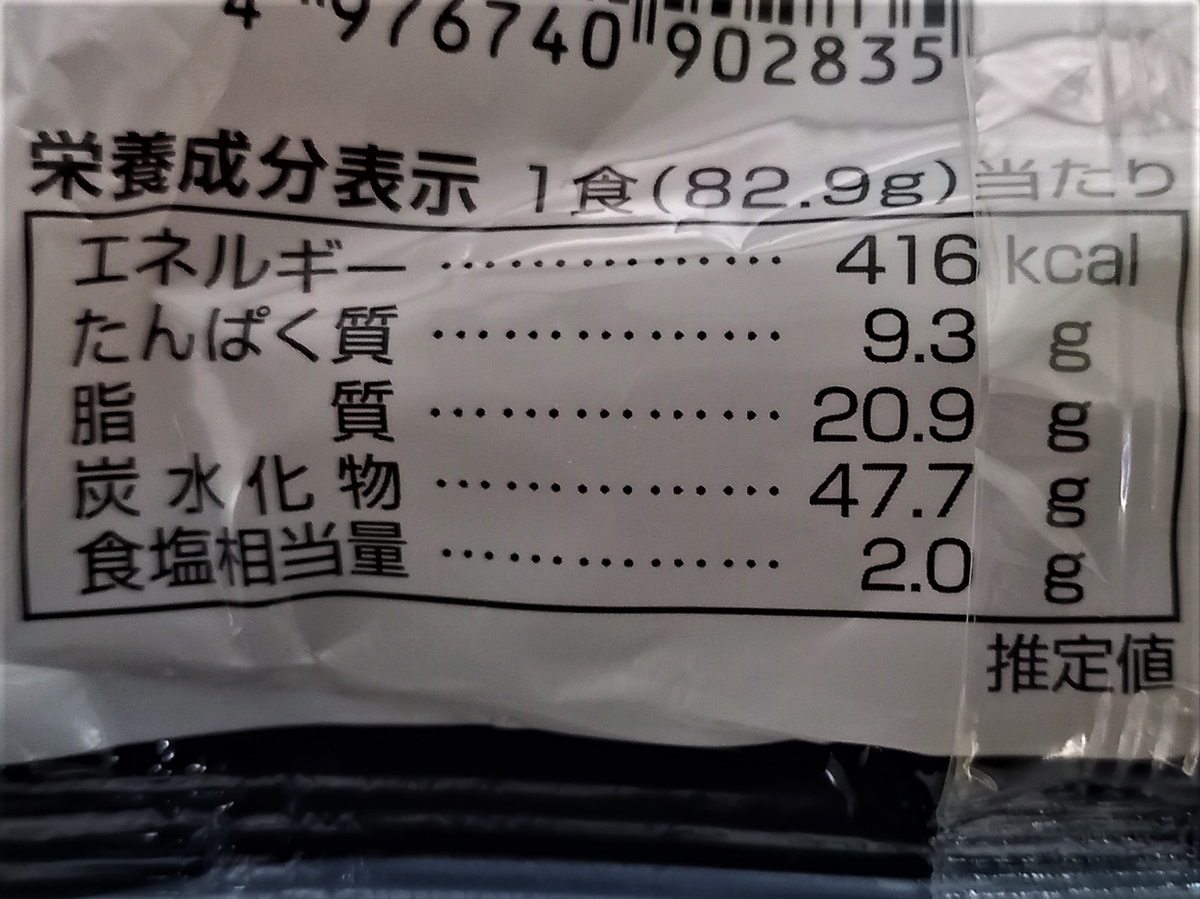 4 976740 902835
栄養成分表示 1食(82.9g)当たり
エネルギー ……………… 416 kcal
たんぱく質 ……………… 9.3 g
脂質 ……………… 20.9 g
炭水化物 ……………… 47.7 g
食塩相当量 ……………… 2.0 g
推定値